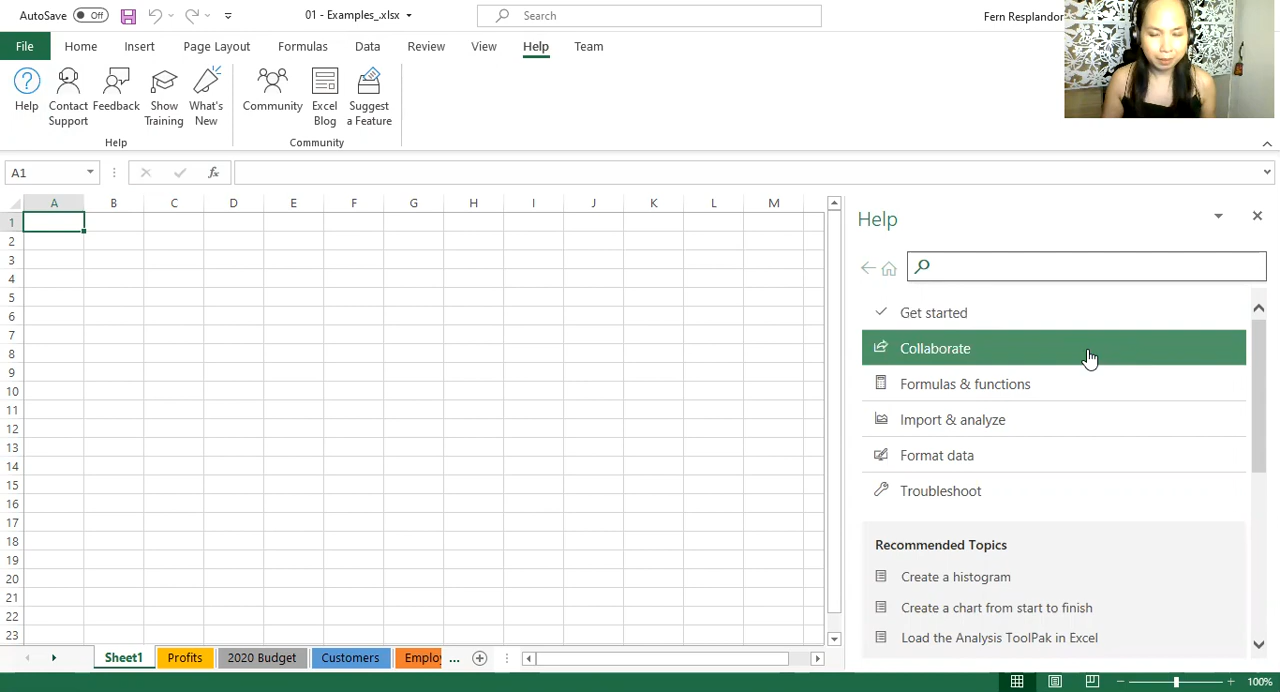 AutoSave Off 01 - Examples_.xlsx Search Fern Resplandor
File Home Insert Page Layout Formulas Data Review View Help Team
Help Contact Support Feedback Show Training What's New Community Excel Blog Suggest a Feature
Help Community
A1 fx
A B C D E F G H I J K L M
1
2
3
4
5
6
7
8
9
10
11
12
13
14
15
16
17
18
19
20
21
22
23
Help
Get started
Collaborate
Formulas & functions
Import & analyze
Format data
Troubleshoot
Recommended Topics
Create a histogram
Create a chart from start to finish
Load the Analysis ToolPak in Excel
Sheet1 Profits 2020 Budget Customers Emplo ...
100%